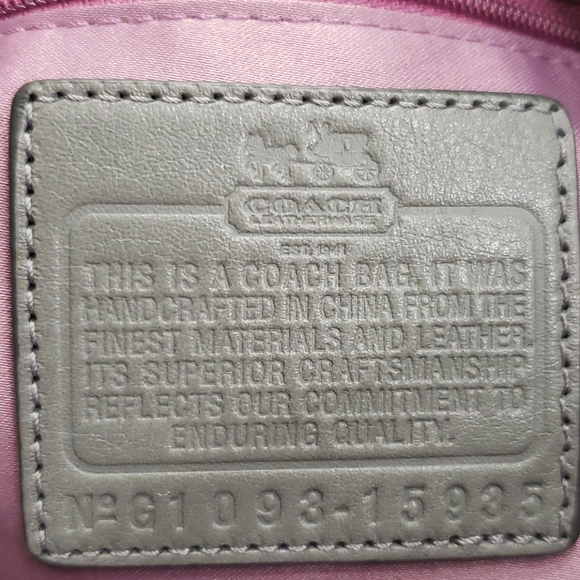 COACH
LEATHERWARE
EST. 1941
THIS IS A COACH BAG. IT WAS
HANDCRAFTED IN CHINA FROM THE
FINEST MATERIALS AND LEATHER.
ITS SUPERIOR CRAFTSMANSHIP
REFLECTS OUR COMMITMENT TO
ENDURING QUALITY.
Nº G1093-15935